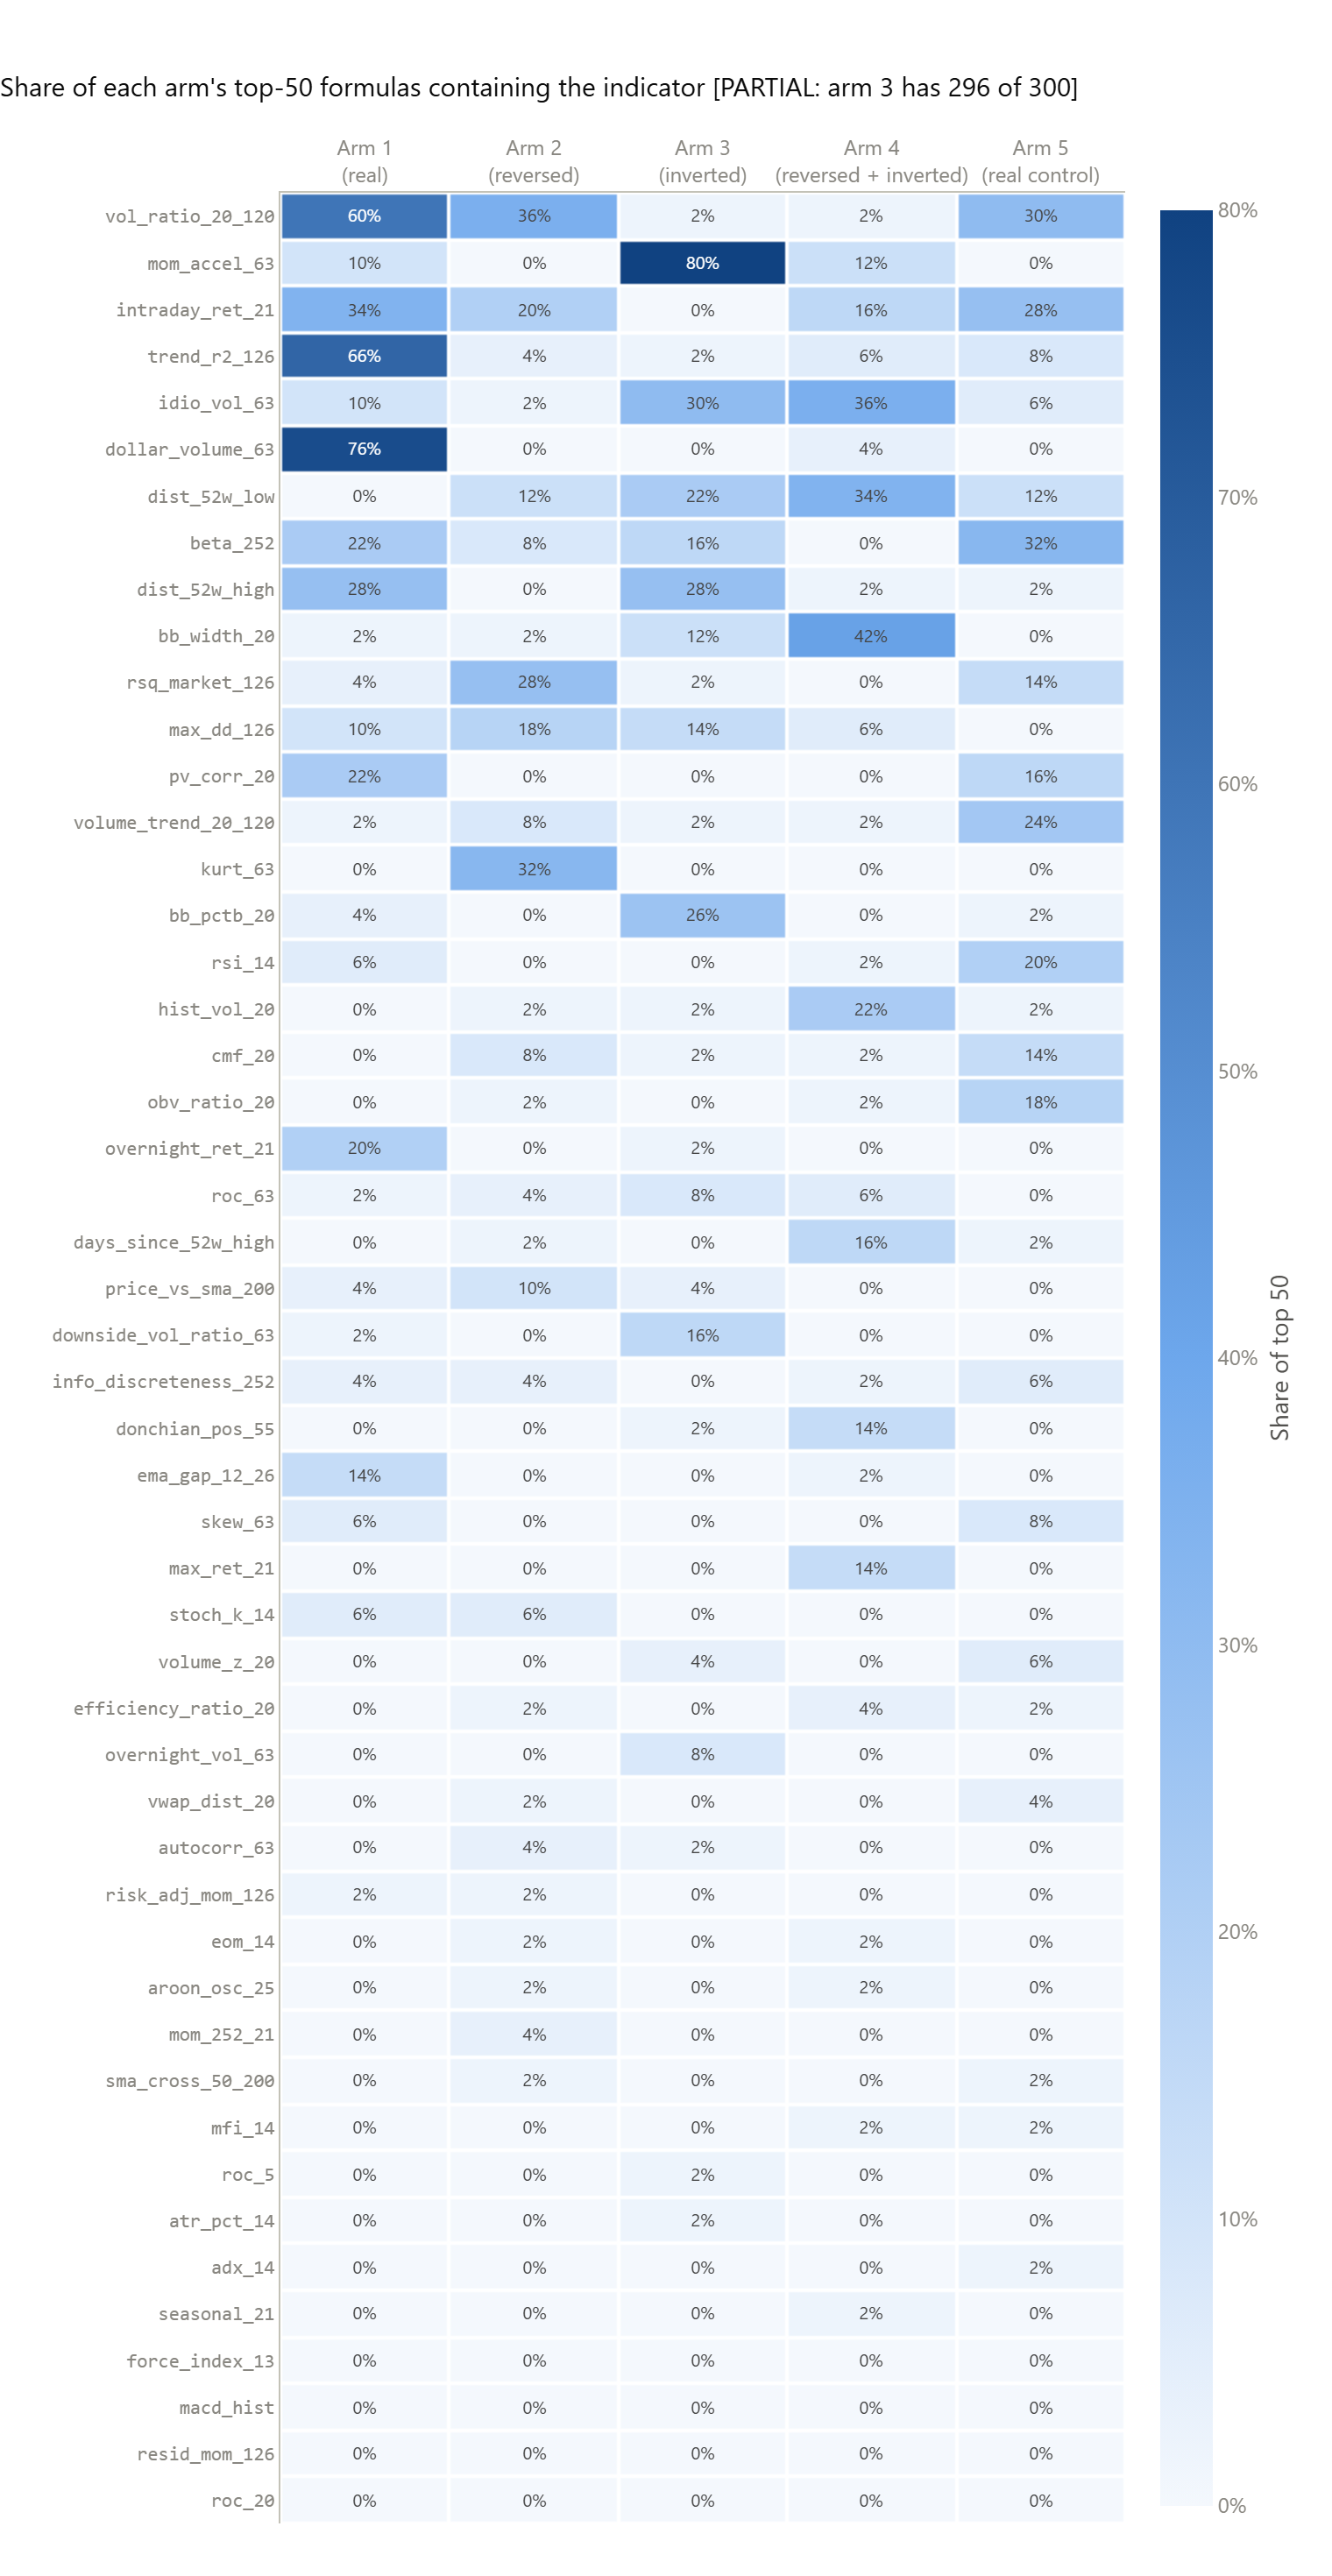 Share of each arm's top-50 formulas containing the indicator [PARTIAL: arm 3 has 296 of 300]
Arm 1 Arm 2 Arm 3 Arm 4 Arm 5
(real) (reversed) (inverted) (reversed + inverted) (real control)
vol_ratio_20_120 60% 36% 2% 2% 30%
mom_accel_63 10% 0% 80% 12% 0%
intraday_ret_21 34% 20% 0% 16% 28%
trend_r2_126 66% 4% 2% 6% 8%
idio_vol_63 10% 2% 30% 36% 6%
dollar_volume_63 76% 0% 0% 4% 0%
dist_52w_low 0% 12% 22% 34% 12%
beta_252 22% 8% 16% 0% 32%
dist_52w_high 28% 0% 28% 2% 2%
bb_width_20 2% 2% 12% 42% 0%
rsq_market_126 4% 28% 2% 0% 14%
max_dd_126 10% 18% 14% 6% 0%
pv_corr_20 22% 0% 0% 0% 16%
volume_trend_20_120 2% 8% 2% 2% 24%
kurt_63 0% 32% 0% 0% 0%
bb_pctb_20 4% 0% 26% 0% 2%
rsi_14 6% 0% 0% 2% 20%
hist_vol_20 0% 2% 2% 22% 2%
cmf_20 0% 8% 2% 2% 14%
obv_ratio_20 0% 2% 0% 2% 18%
overnight_ret_21 20% 0% 2% 0% 0%
roc_63 2% 4% 8% 6% 0%
days_since_52w_high 0% 2% 0% 16% 2%
price_vs_sma_200 4% 10% 4% 0% 0%
downside_vol_ratio_63 2% 0% 16% 0% 0%
info_discreteness_252 4% 4% 0% 2% 6%
donchian_pos_55 0% 0% 2% 14% 0%
ema_gap_12_26 14% 0% 0% 2% 0%
skew_63 6% 0% 0% 0% 8%
max_ret_21 0% 0% 0% 14% 0%
stoch_k_14 6% 6% 0% 0% 0%
volume_z_20 0% 0% 4% 0% 6%
efficiency_ratio_20 0% 2% 0% 4% 2%
overnight_vol_63 0% 0% 8% 0% 0%
vwap_dist_20 0% 2% 0% 0% 4%
autocorr_63 0% 4% 2% 0% 0%
risk_adj_mom_126 2% 2% 0% 0% 0%
eom_14 0% 2% 0% 2% 0%
aroon_osc_25 0% 2% 0% 2% 0%
mom_252_21 0% 4% 0% 0% 0%
sma_cross_50_200 0% 2% 0% 0% 2%
mfi_14 0% 0% 0% 2% 2%
roc_5 0% 0% 2% 0% 0%
atr_pct_14 0% 0% 2% 0% 0%
adx_14 0% 0% 0% 0% 2%
seasonal_21 0% 0% 0% 2% 0%
force_index_13 0% 0% 0% 0% 0%
macd_hist 0% 0% 0% 0% 0%
resid_mom_126 0% 0% 0% 0% 0%
roc_20 0% 0% 0% 0% 0%
80%
70%
60%
50%
40%
30%
20%
10%
0%
Share of top 50